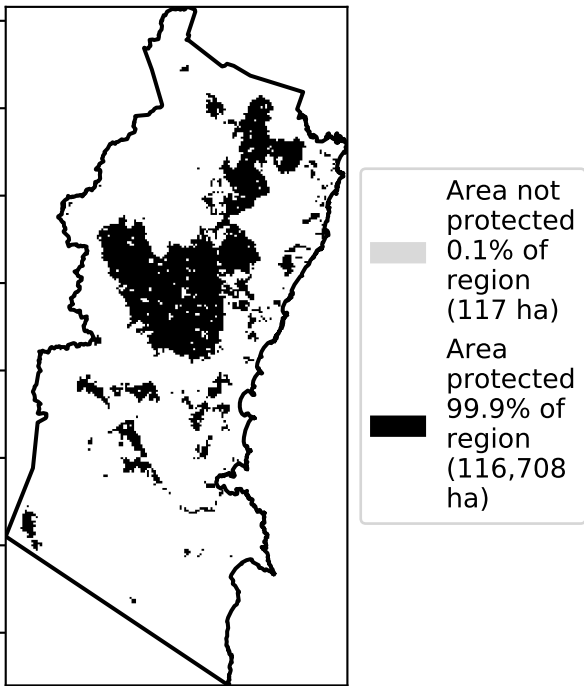 Area not
protected
0.1% of
region
(117 ha)
Area
protected
99.9% of
region
(116,708
ha)